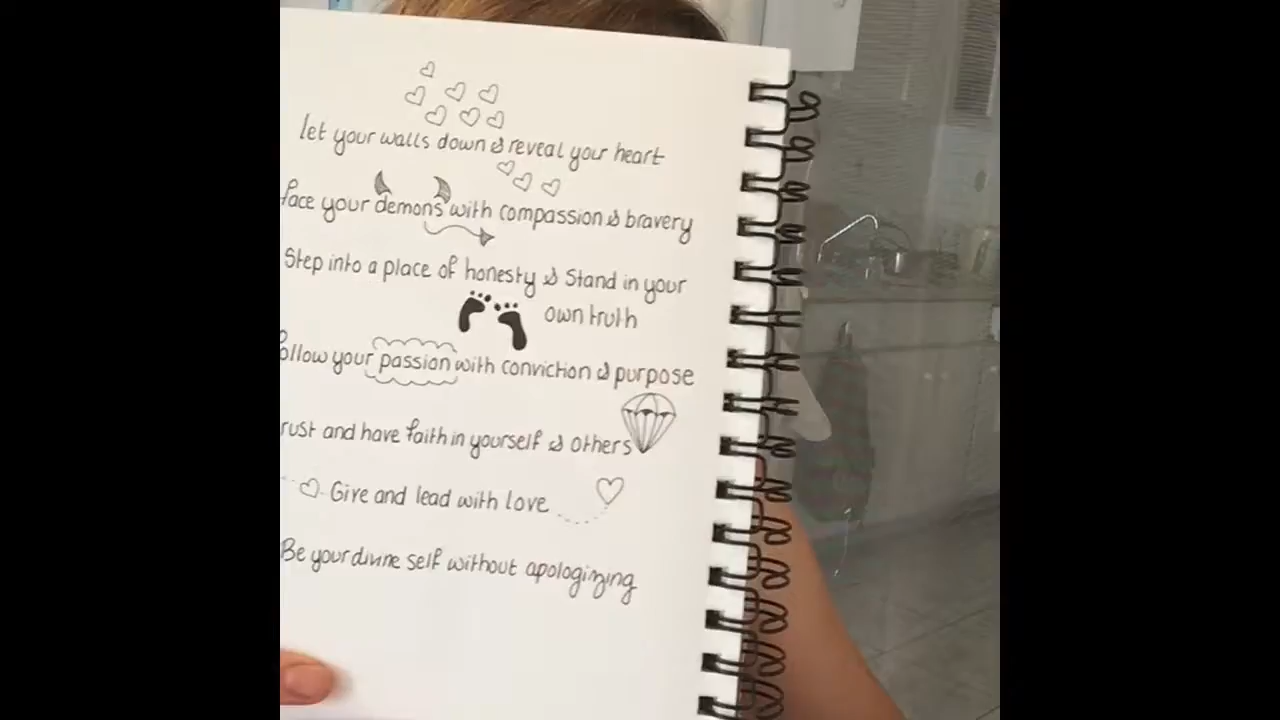 let your walls down & reveal your heart
face your demons with compassion & bravery
Step into a place of honesty & Stand in your
own truth
ollow your passion with conviction & purpose
rust and have faith in yourself & others
Give and lead with love
Be your divine self without apologizing